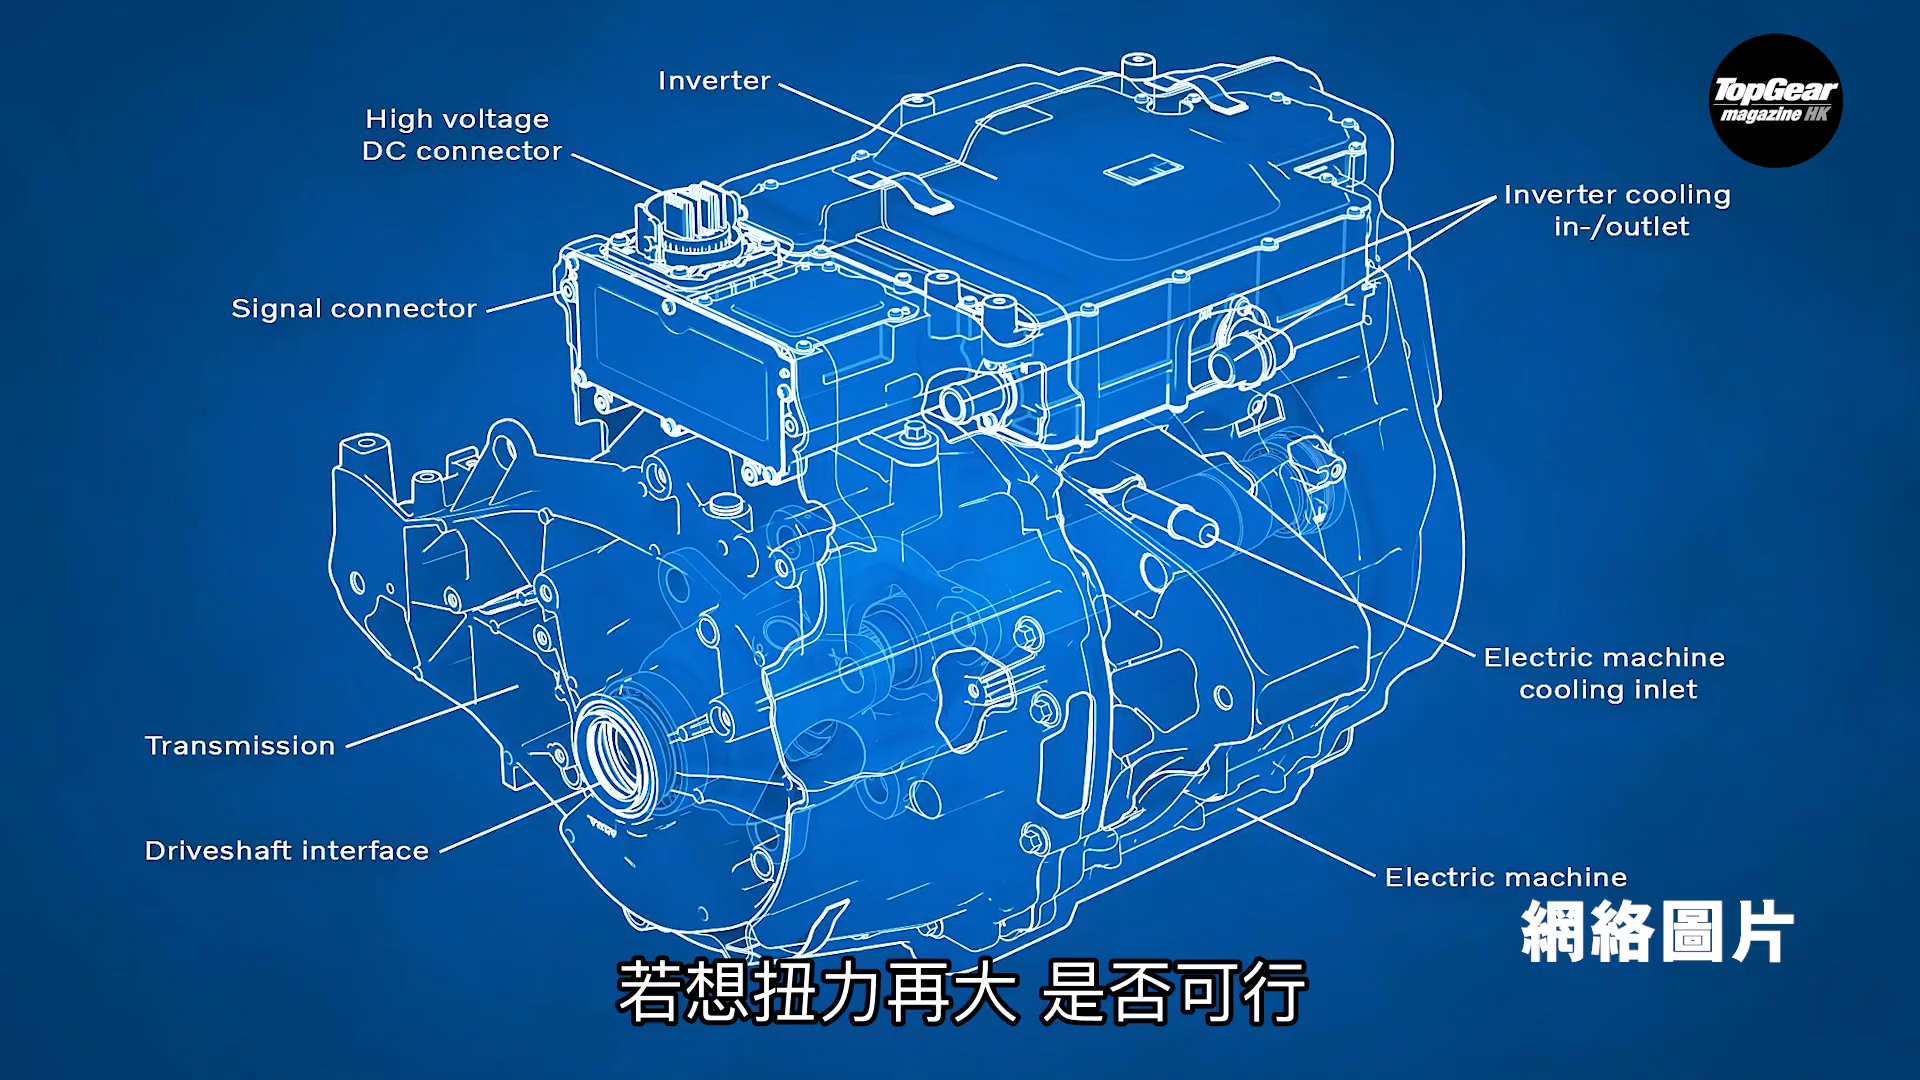 Inverter
High voltage
DC connector
TopGear
magazine HK
Inverter cooling
in-/outlet
Signal connector
Electric machine
cooling inlet
Transmission
Driveshaft interface
Electric machine
網絡圖片
若想扭力再大 是否可行